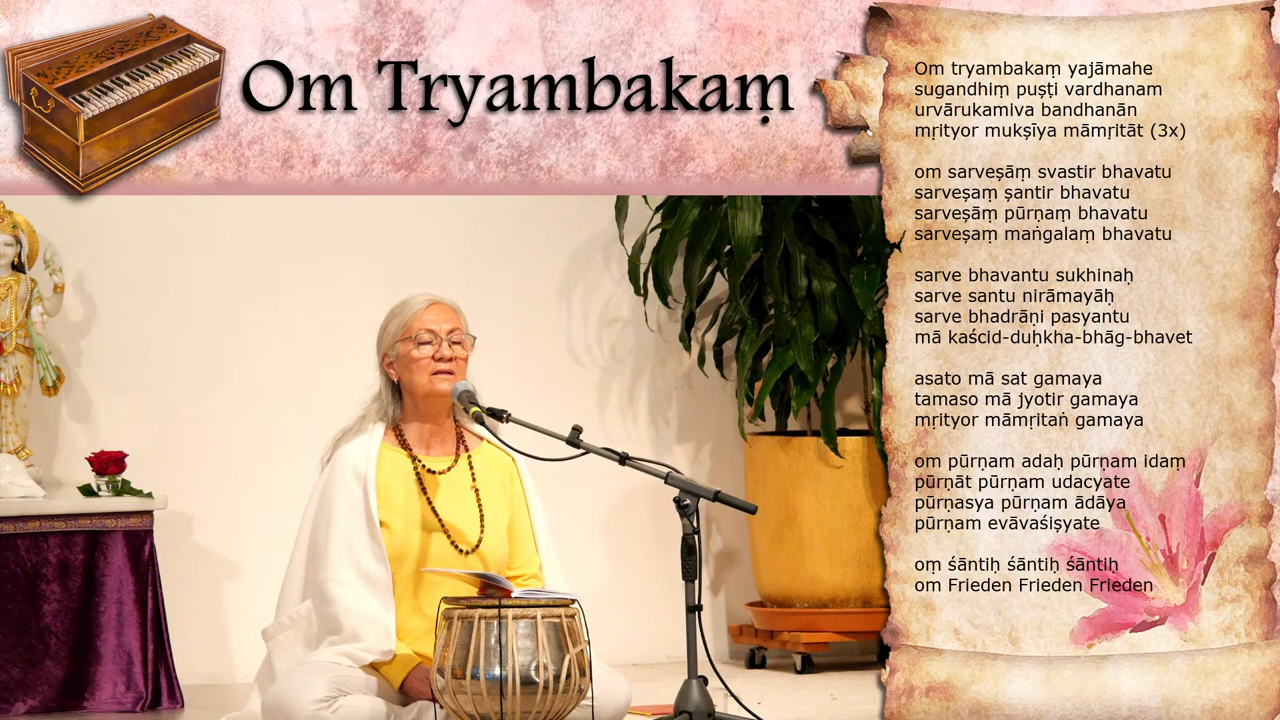 Om Tryambakaṃ
Om tryambakaṃ yajāmahe
sugandhiṃ puṣṭi vardhanam
urvārukamiva bandhanān
mṛityor mukṣīya māmṛitāt (3x)
om sarveṣāṃ svastir bhavatu
sarveṣaṃ ṣantir bhavatu
sarveṣāṃ pūrṇaṃ bhavatu
sarveṣaṃ maṅgalaṃ bhavatu
sarve bhavantu sukhinaḥ
sarve santu nirāmayāḥ
sarve bhadrāṇi pasyantu
mā kaścid-duḥkha-bhāg-bhavet
asato mā sat gamaya
tamaso mā jyotir gamaya
mṛityor māmṛitaṅ gamaya
om pūrṇam adaḥ pūrṇam idaṃ
pūrṇāt pūrṇam udacyate
pūrṇasya pūrṇam ādāya
pūrṇam evāvaśiṣyate
oṃ śāntiḥ śāntiḥ śāntiḥ
om Frieden Frieden Frieden